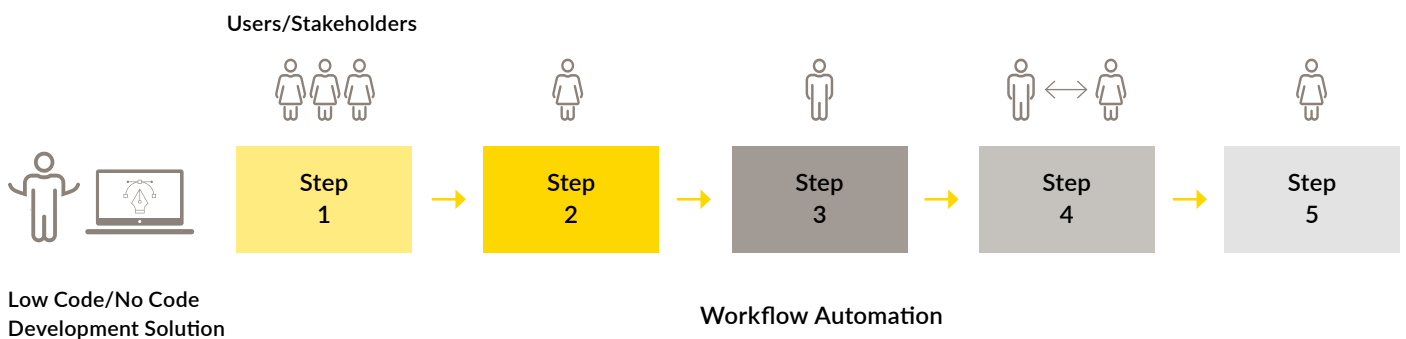 Users/Stakeholders
Step
1
Step
2
Step
3
Step
4
Step
5
Low Code/No Code
Development Solution
Workflow Automation